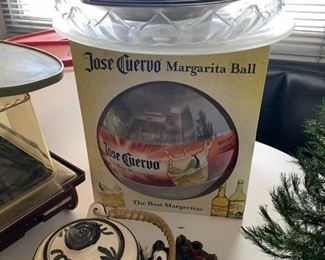 Jose Cuervo Margarita Ball
Jose Cuervo
The Best Margaritas